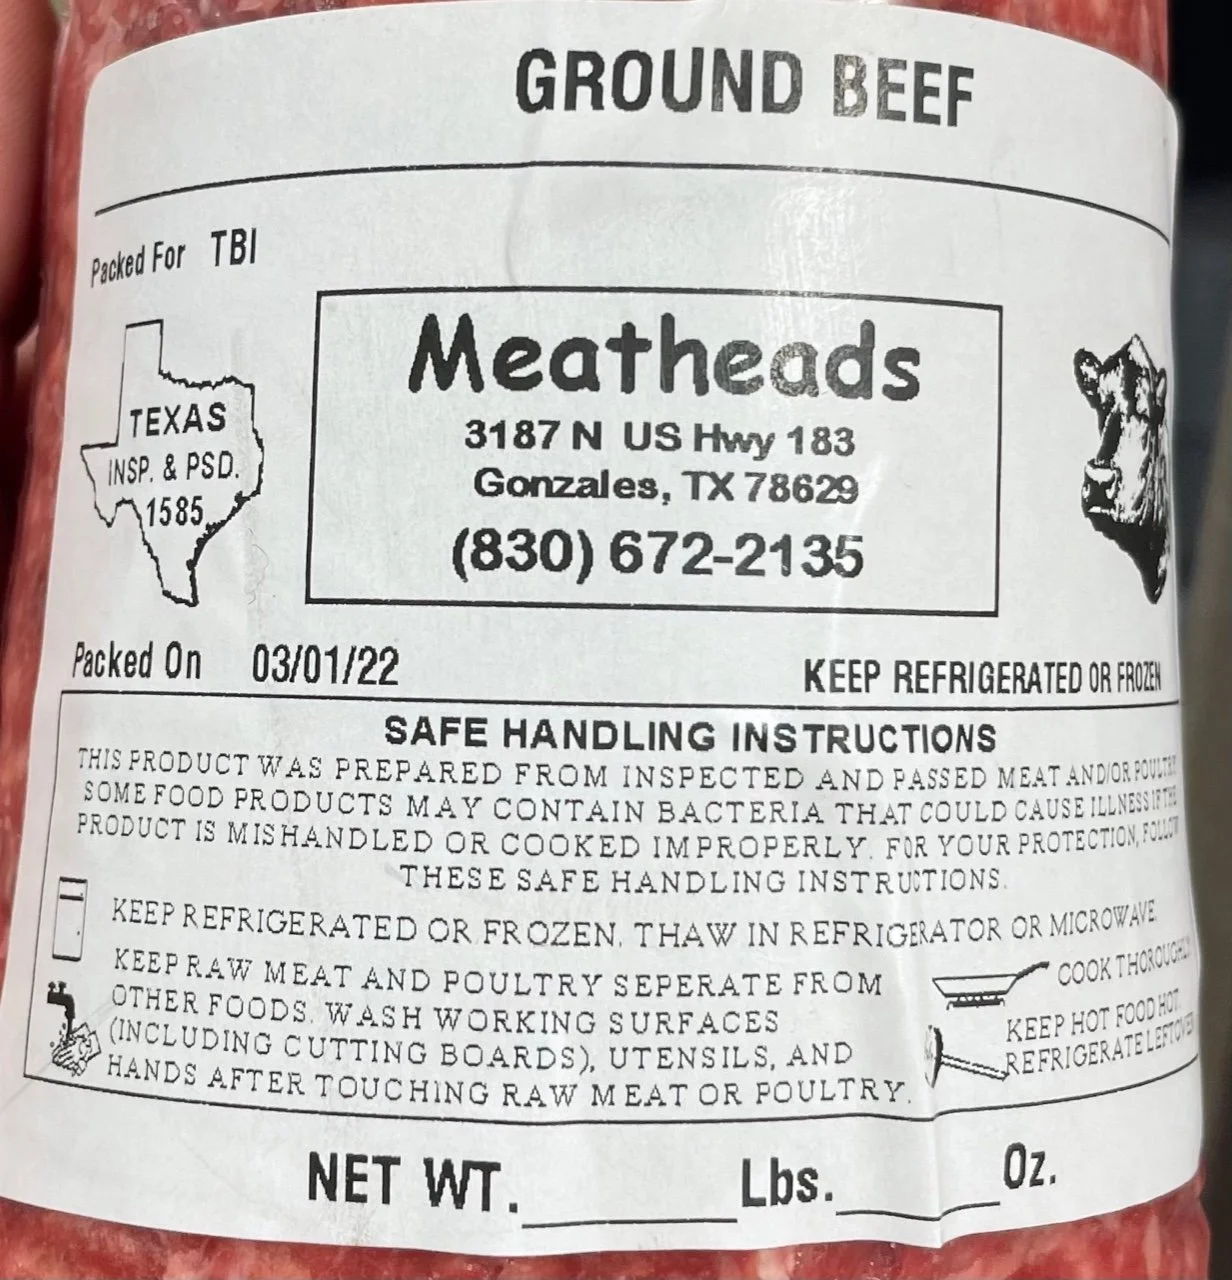 GROUND BEEF
Packed For TBI
TEXAS
INSP. & PSD.
1585
Meatheads
3187 N US Hwy 183
Gonzales, TX 78629
(830) 672-2135
Packed On 03/01/22
KEEP REFRIGERATED OR FROZEN
SAFE HANDLING INSTRUCTIONS
THIS PRODUCT WAS PREPARED FROM INSPECTED AND PASSED MEAT AND/OR POULTRY.
SOME FOOD PRODUCTS MAY CONTAIN BACTERIA THAT COULD CAUSE ILLNESS IF THE
PRODUCT IS MISHANDLED OR COOKED IMPROPERLY. FOR YOUR PROTECTION, FOLLOW
THESE SAFE HANDLING INSTRUCTIONS.
KEEP REFRIGERATED OR FROZEN. THAW IN REFRIGERATOR OR MICROWAVE.
KEEP RAW MEAT AND POULTRY SEPERATE FROM
OTHER FOODS. WASH WORKING SURFACES
(INCLUDING CUTTING BOARDS), UTENSILS, AND
HANDS AFTER TOUCHING RAW MEAT OR POULTRY.
COOK THOROUGHLY
KEEP HOT FOOD HOT.
REFRIGERATE
NET WT. Lbs. Oz.